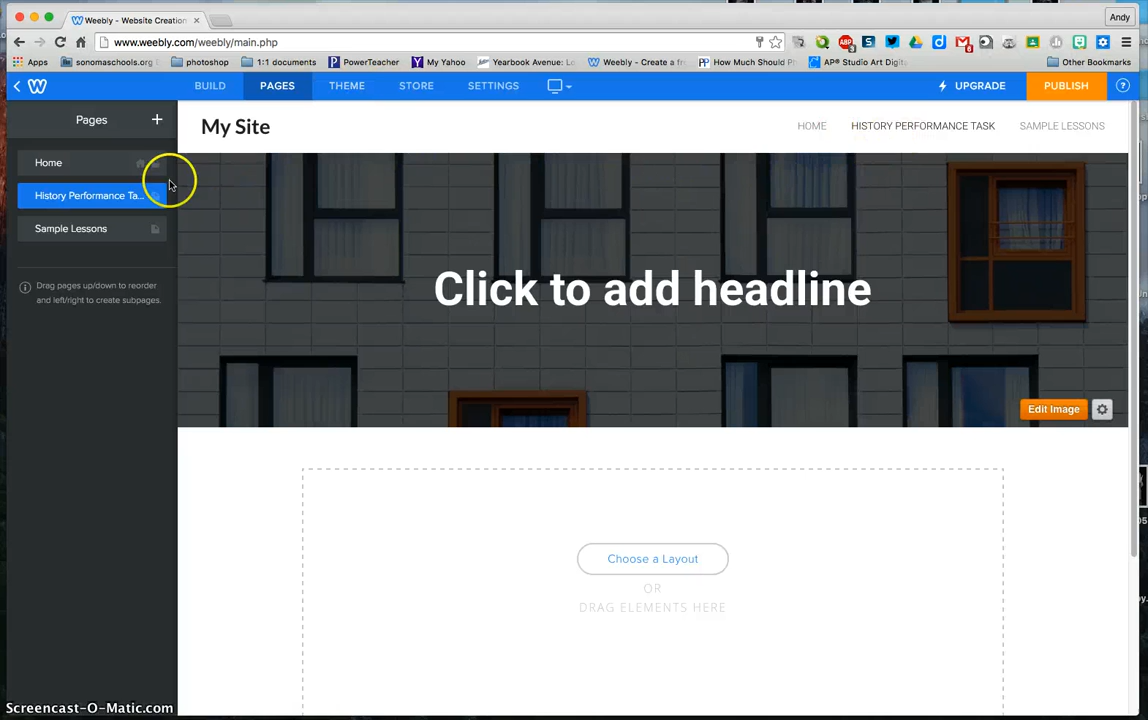 Weebly - Website Creation
Andy
www.weebly.com/weebly/main.php
Apps
sonomaschools.org
photoshop
1:1 documents
PowerTeacher
My Yahoo
Yearbook Avenue: Lo
Weebly - Create a fr
How Much Should P
AP® Studio Art Digit
Other Bookmarks
BUILD
PAGES
THEME
STORE
SETTINGS
UPGRADE
PUBLISH
Pages
My Site
HOME
HISTORY PERFORMANCE TASK
SAMPLE LESSONS
Home
History Performance Ta...
Sample Lessons
Drag pages up/down to reorder
and left/right to create subpages.
Click to add headline
Edit Image
Choose a Layout
OR
DRAG ELEMENTS HERE
Screencast-O-Matic.com